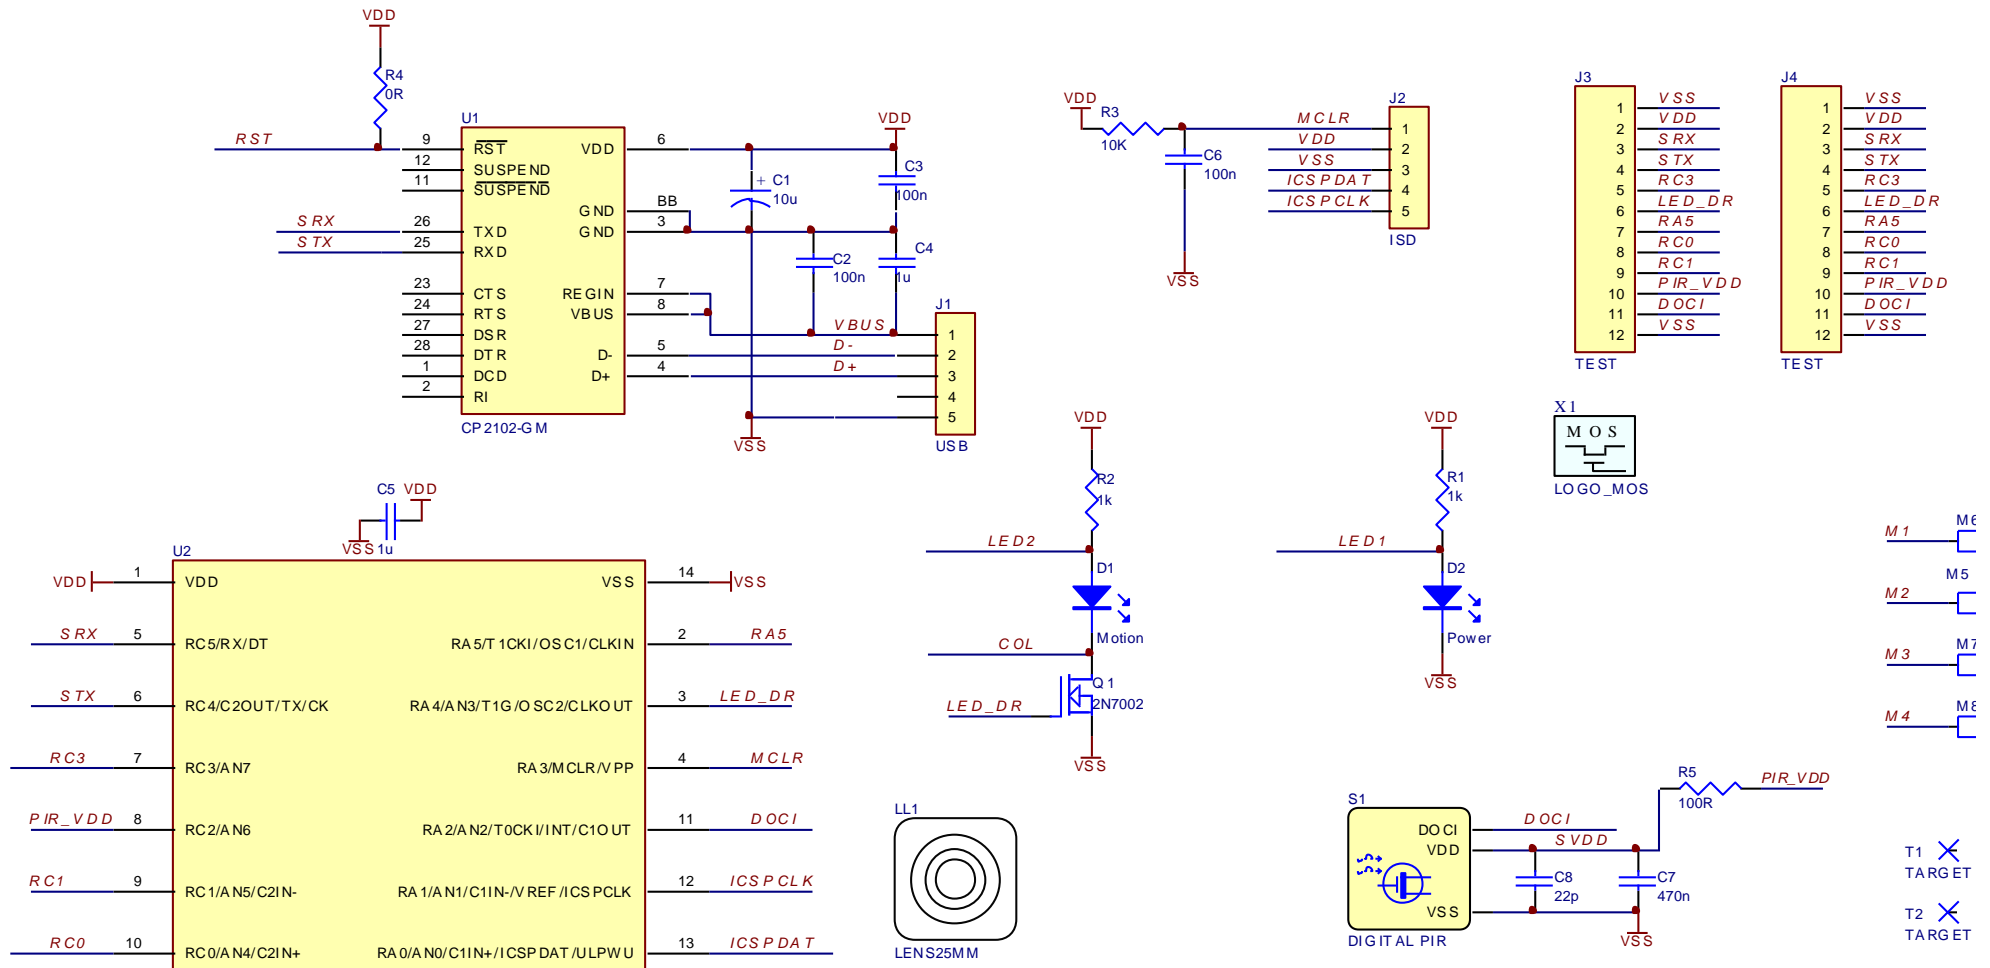 VDD
R4
0R
RST
U1
9
RST
VDD
6
VDD
12
SUSPEND
11
SUSPEND
C1
+
10u
C3
100n
GND
BB
SRX
26
TXD
GND
3
STX
25
RXD
C2
100n
C4
1u
23
CTS
REGIN
7
24
RTS
VBUS
8
27
DSR
28
DTR
D-
5
1
DCD
D+
4
2
RI
CP2102-GM
VBUS
D-
D+
J1
1
2
3
4
5
USB
VSS
VDD
R3
10K
C6
100n
VSS
MCLR
VDD
VSS
ICSPDAT
ICSPCLK
J2
1
2
3
4
5
ISD
J3
1 VSS
2 VDD
3 SRX
4 STX
5 RC3
6 LED_DR
7 RA5
8 RC0
9 RC1
10 PIR_VDD
11 DOCI
12 VSS
TEST
J4
1 VSS
2 VDD
3 SRX
4 STX
5 RC3
6 LED_DR
7 RA5
8 RC0
9 RC1
10 PIR_VDD
11 DOCI
12 VSS
TEST
C5
VDD
VSS
1u
U2
VDD
1
VDD
VSS
14
VSS
SRX
5
RC5/RX/DT
RA5/T1CKI/OSC1/CLKIN
2
RA5
STX
6
RC4/C2OUT/TX/CK
RA4/AN3/T1G/OSC2/CLKOUT
3
LED_DR
RC3
7
RC3/AN7
RA3/MCLR/VPP
4
MCLR
PIR_VDD
8
RC2/AN6
RA2/AN2/T0CKI/INT/C1OUT
11
DOCI
RC1
9
RC1/AN5/C2IN-
RA1/AN1/C1IN-/VREF/ICSPCLK
12
ICSPCLK
RC0
10
RC0/AN4/C2IN+
RA0/AN0/C1IN+/ICSPDAT/ULPWU
13
ICSPDAT
VDD
R2
1k
LED2
D1
Motion
COL
Q1
2N7002
LED_DR
VSS
VDD
R1
1k
LED1
D2
Power
VSS
X1
MOS
LOGO_MOS
M1
M6
M2
M5
M3
M7
M4
M8
LL1
LENS25MM
S1
DOCI
VDD
VSS
DIGITAL PIR
DOCI
SVDD
C8
22p
C7
470n
VSS
R5
100R
PIR_VDD
T1
TARGET
T2
TARGET